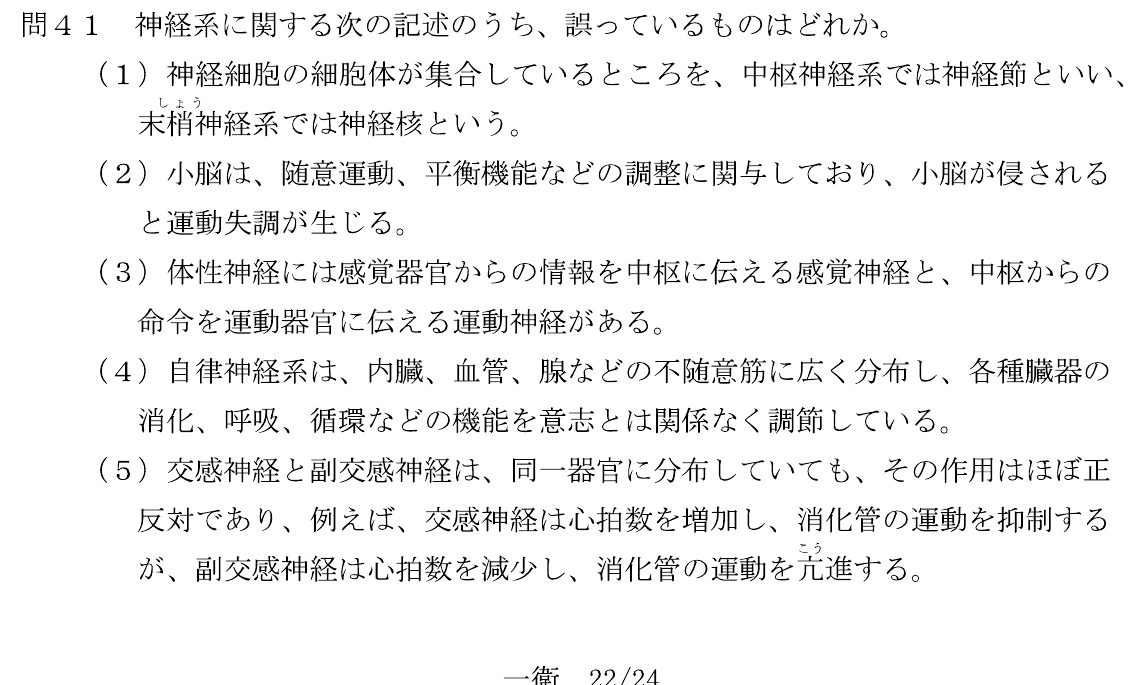 問４１　神経系に関する次の記述のうち、誤っているものはどれか。
（１）神経細胞の細胞体が集合しているところを、中枢神経系では神経節といい、
しょう
末梢神経系では神経核という。
（２）小脳は、随意運動、平衡機能などの調整に関与しており、小脳が侵される
と運動失調が生じる。
（３）体性神経には感覚器官からの情報を中枢に伝える感覚神経と、中枢からの
命令を運動器官に伝える運動神経がある。
（４）自律神経系は、内臓、血管、腺などの不随意筋に広く分布し、各種臓器の
消化、呼吸、循環などの機能を意志とは関係なく調節している。
（５）交感神経と副交感神経は、同一器官に分布していても、その作用はほぼ正
反対であり、例えば、交感神経は心拍数を増加し、消化管の運動を抑制する
こう
が、副交感神経は心拍数を減少し、消化管の運動を亢進する。
一衛　22/24